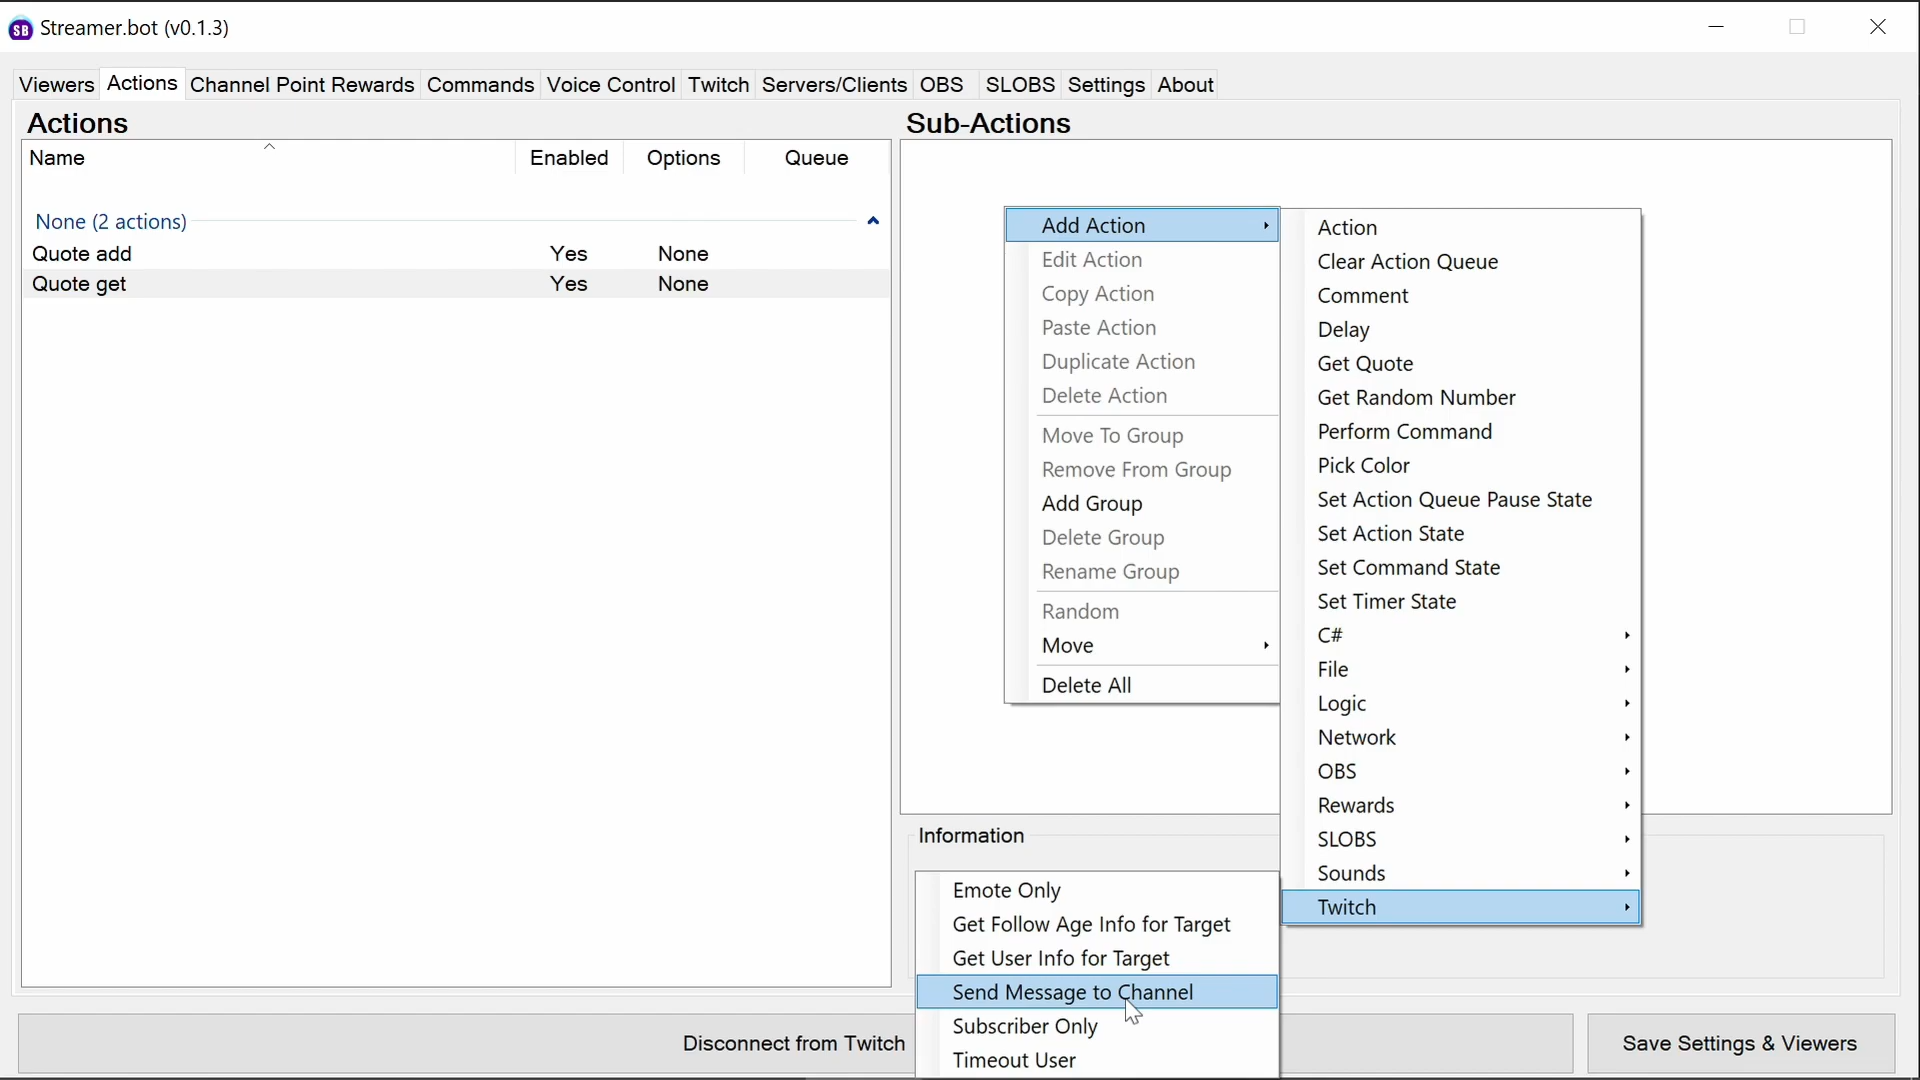 SB Streamer.bot (v0.1.3)
Viewers Actions Channel Point Rewards Commands Voice Control Twitch Servers/Clients OBS SLOBS Settings About
Actions
Name Enabled Options Queue
None (2 actions)
Quote add Yes None
Quote get Yes None
Sub-Actions
Add Action
Edit Action
Copy Action
Paste Action
Duplicate Action
Delete Action
Move To Group
Remove From Group
Add Group
Delete Group
Rename Group
Random
Move
Delete All
Action
Clear Action Queue
Comment
Delay
Get Quote
Get Random Number
Perform Command
Pick Color
Set Action Queue Pause State
Set Action State
Set Command State
Set Timer State
C#
File
Logic
Network
OBS
Rewards
SLOBS
Sounds
Twitch
Information
Emote Only
Get Follow Age Info for Target
Get User Info for Target
Send Message to Channel
Subscriber Only
Timeout User
Disconnect from Twitch
Save Settings & Viewers